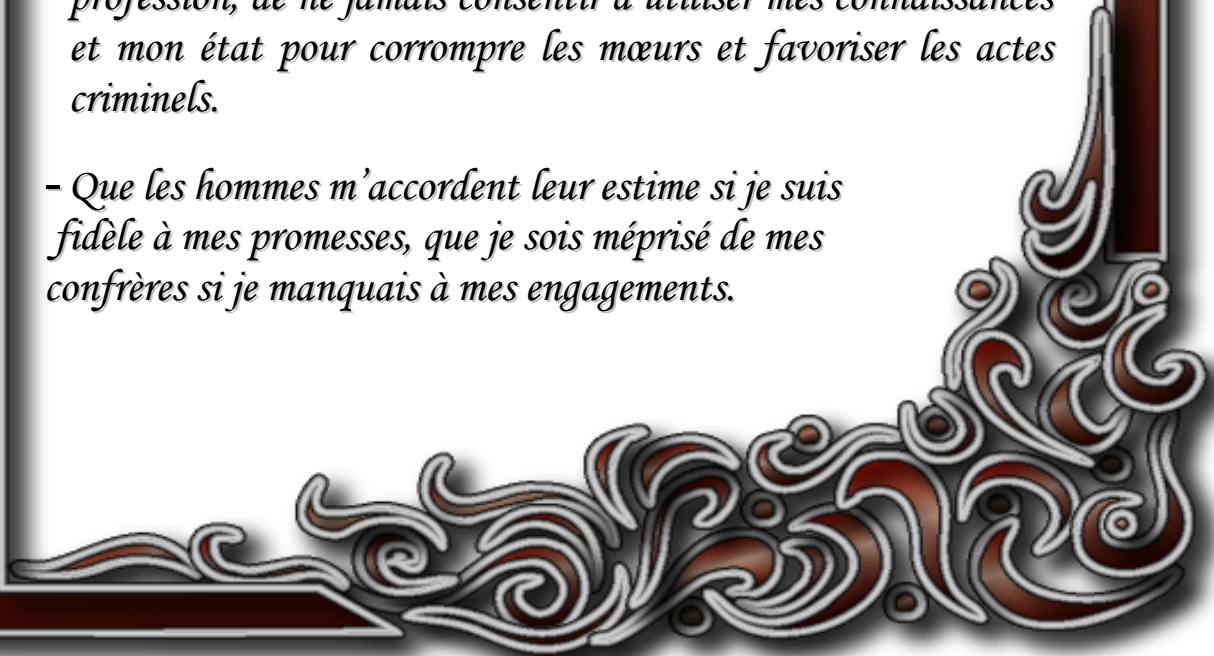 profession, de ne jamais consentir à utiliser mes connaissances
et mon état pour corrompre les mœurs et favoriser les actes
criminels.
- Que les hommes m’accordent leur estime si je suis
fidèle à mes promesses, que je sois méprisé de mes
confrères si je manquais à mes engagements.